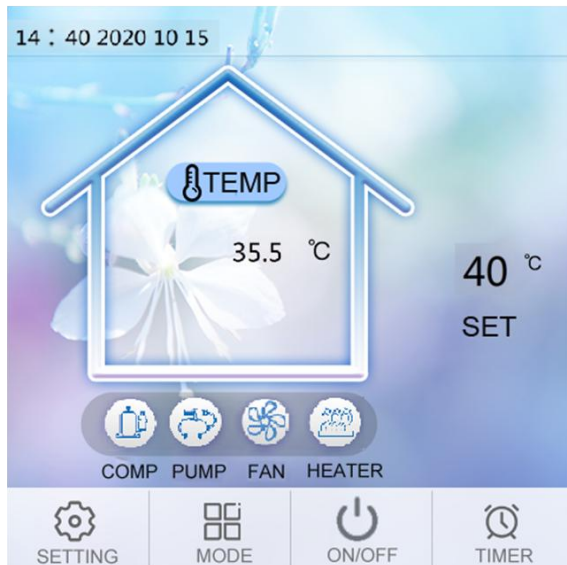 14：40 2020 10 15
TEMP
35.5 ℃
40 ℃
SET
COMP PUMP FAN HEATER
SETTING MODE ON/OFF TIMER